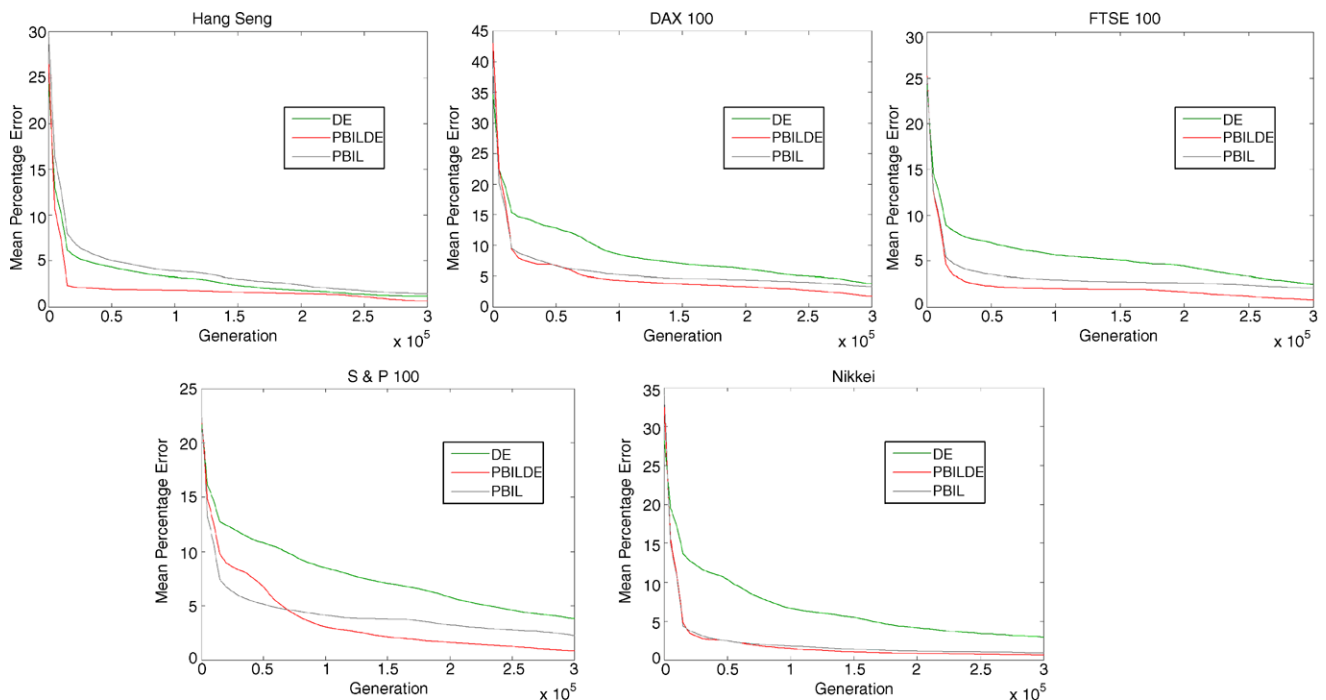 Hang Seng
Mean Percentage Error
30
25
20
15
10
5
0
DE
PBILDE
PBIL
0 0.5 1 1.5 2 2.5 3
Generation
x 10^5
DAX 100
Mean Percentage Error
45
40
35
30
25
20
15
10
5
0
DE
PBILDE
PBIL
0 0.5 1 1.5 2 2.5 3
Generation
x 10^5
FTSE 100
Mean Percentage Error
30
25
20
15
10
5
0
DE
PBILDE
PBIL
0 0.5 1 1.5 2 2.5 3
Generation
x 10^5
S & P 100
Mean Percentage Error
25
20
15
10
5
0
DE
PBILDE
PBIL
0 0.5 1 1.5 2 2.5 3
Generation
x 10^5
Nikkei
Mean Percentage Error
35
30
25
20
15
10
5
0
DE
PBILDE
PBIL
0 0.5 1 1.5 2 2.5 3
Generation
x 10^5